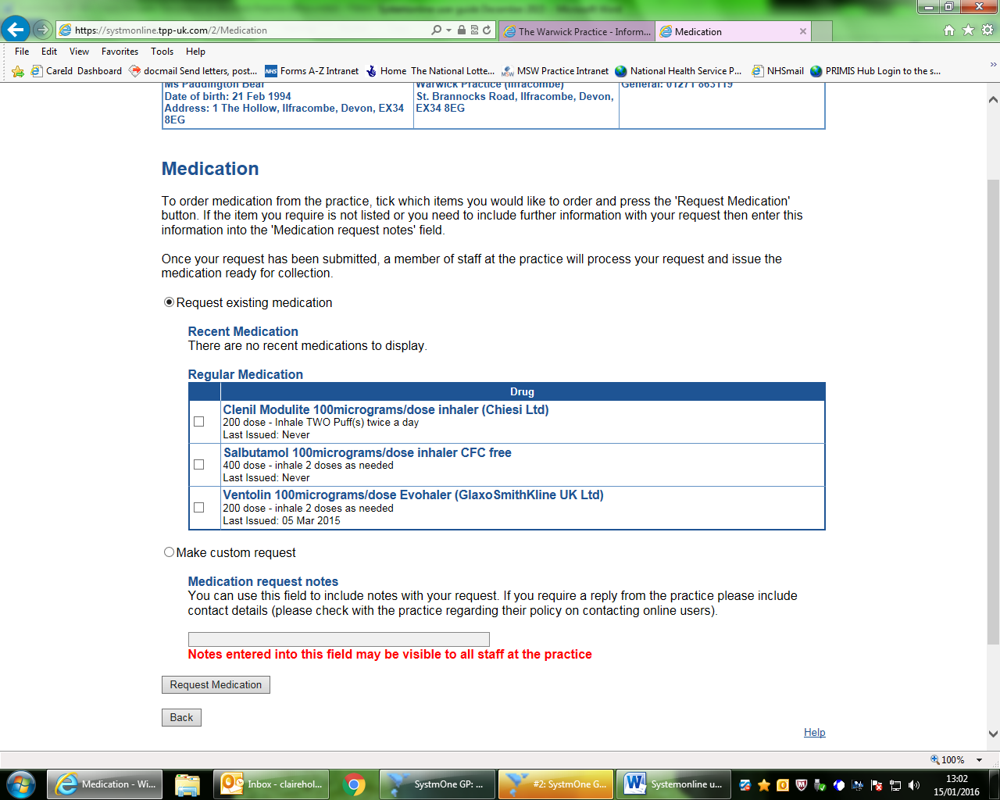 Systemonline user guide December 2015 - Microsoft Word
https://systmonline.tpp-uk.com/2/Medication
The Warwick Practice - Inform...
Medication
File Edit View Favorites Tools Help
CareId Dashboard
docmail Send letters, post...
NHS Forms A-Z Intranet
Home The National Lotte...
MSW MSW Practice Intranet
National Health Service P...
NHSmail
PRIMIS Hub Login to the s...
Ms Paddington Bear
Date of birth: 21 Feb 1994
Address: 1 The Hollow, Ilfracombe, Devon, EX34
8EG
Warwick Practice (Ilfracombe)
St. Brannocks Road, Ilfracombe, Devon,
EX34 8EG
General: 01271 863119
Medication
To order medication from the practice, tick which items you would like to order and press the 'Request Medication'
button. If the item you require is not listed or you need to include further information with your request then enter this
information into the 'Medication request notes' field.
Once your request has been submitted, a member of staff at the practice will process your request and issue the
medication ready for collection.
Request existing medication
Recent Medication
There are no recent medications to display.
Regular Medication
Drug
Clenil Modulite 100micrograms/dose inhaler (Chiesi Ltd)
200 dose - Inhale TWO Puff(s) twice a day
Last Issued: Never
Salbutamol 100micrograms/dose inhaler CFC free
400 dose - inhale 2 doses as needed
Last Issued: Never
Ventolin 100micrograms/dose Evohaler (GlaxoSmithKline UK Ltd)
200 dose - inhale 2 doses as needed
Last Issued: 05 Mar 2015
Make custom request
Medication request notes
You can use this field to include notes with your request. If you require a reply from the practice please include
contact details (please check with the practice regarding their policy on contacting online users).
Notes entered into this field may be visible to all staff at the practice
Request Medication
Back
Help
100%
Medication - Wi...
Inbox - clairehol...
SystmOne GP: ...
#2: SystmOne G...
Systemonline u...
13:02
15/01/2016